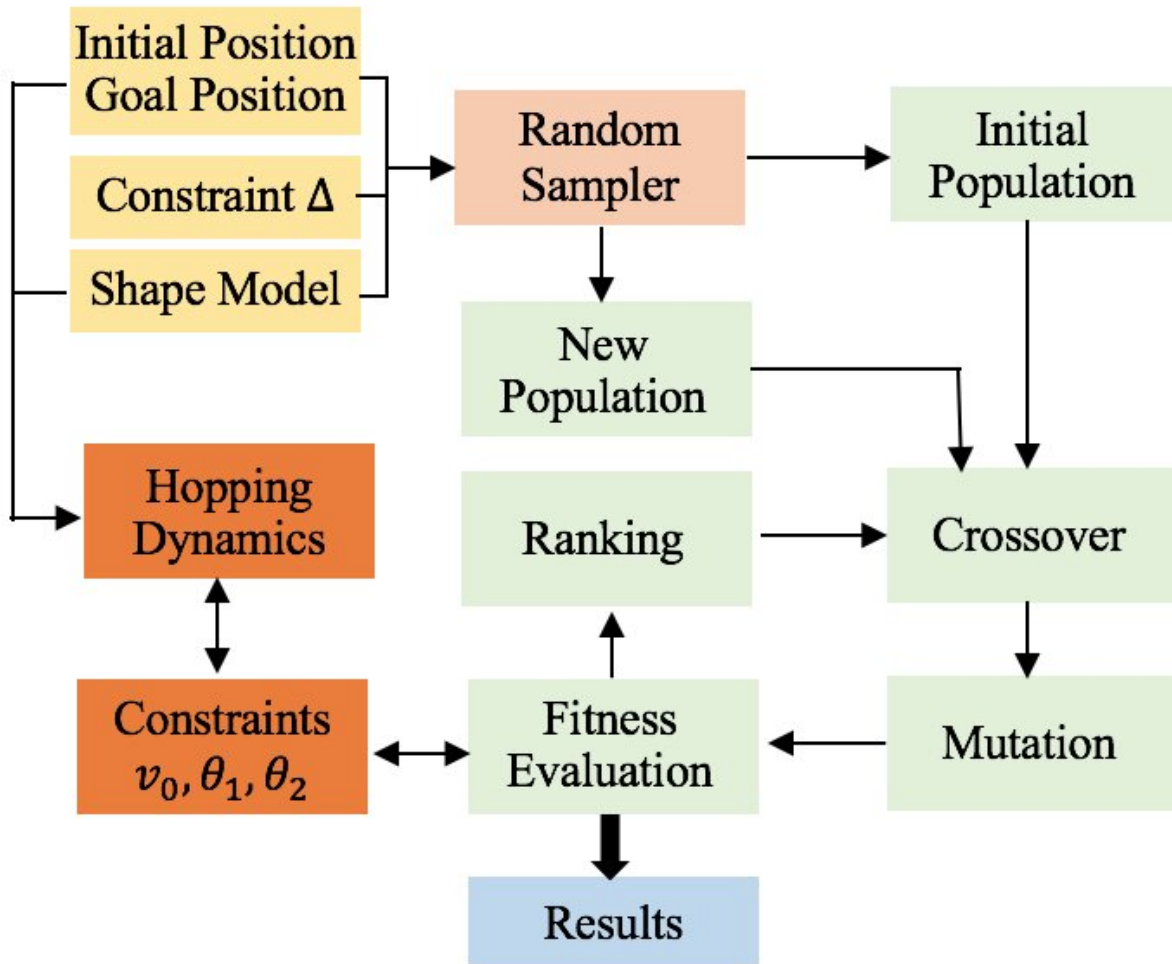 Initial Position
Goal Position
Constraint Δ
Shape Model
Random
Sampler
Initial
Population
New
Population
Hopping
Dynamics
Ranking
Crossover
Constraints
v₀, θ₁, θ₂
Fitness
Evaluation
Mutation
Results